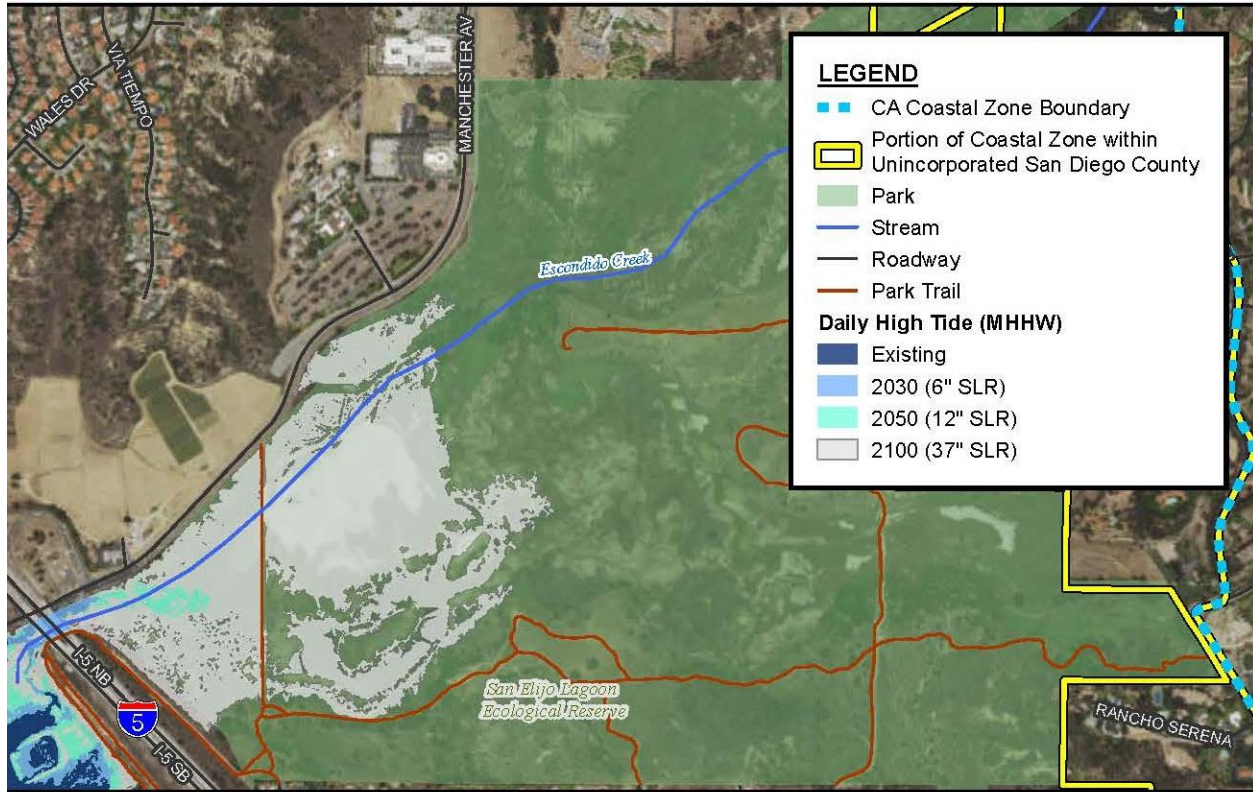 WALES DR
VIA TIEMPO
MANCHESTER AV
Escondido Creek
LEGEND
CA Coastal Zone Boundary
Portion of Coastal Zone within
Unincorporated San Diego County
Park
Stream
Roadway
Park Trail
Daily High Tide (MHHW)
Existing
2030 (6" SLR)
2050 (12" SLR)
2100 (37" SLR)
I-5 NB
5
I-5 SB
San Elijo Lagoon
Ecological Reserve
RANCHO SERENA